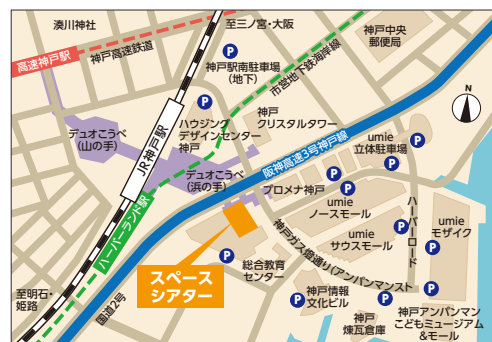 湊川神社
至三ノ宮・大阪
神戸中央
郵便局
高速神戸駅
神戸高速鉄道
P
神戸駅南駐車場
(地下)
市営地下鉄海岸線
N
P
ハウジング
デザインセンター
神戸
神戸
クリスタルタワー
デュオこうべ
(山の手)
JR神戸駅
阪神高速3号神戸線
umie
立体駐車場
P
デュオこうべ
(浜の手)
プロメナ神戸
P
P
ハーバーランド駅
umie
ノースモール
ハーバーロード
umie
モザイク
umie
サウスモール
P
P
神戸ガス燈通り(アンパンマンスト)
スペース
シアター
P
総合教育
センター
至明石・
姫路
国道2号
P
神戸情報
文化ビル
P
P
神戸
煉瓦倉庫
神戸アンパンマン
こどもミュージアム
&モール